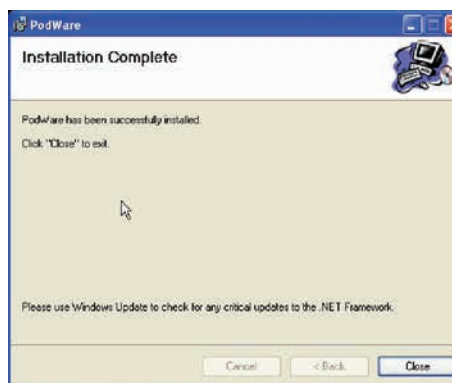 PodWare
Installation Complete
PodWare has been successfully installed.
Click "Close" to exit.
Please use Windows Update to check for any critical updates to the .NET Framework.
Cancel
< Back
Close